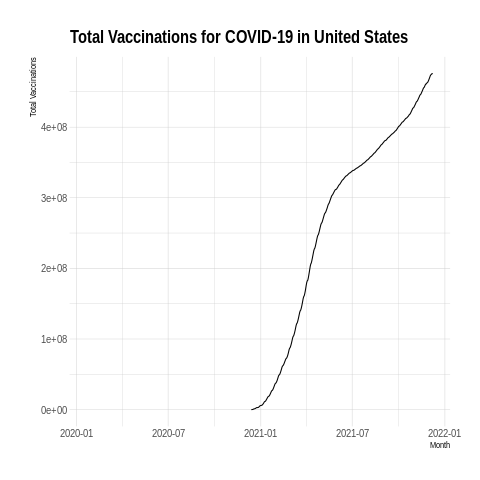 Total Vaccinations for COVID-19 in United States
Total Vaccinations
4e+08
3e+08
2e+08
1e+08
0e+00
2020-01 2020-07 2021-01 2021-07 2022-01
Month